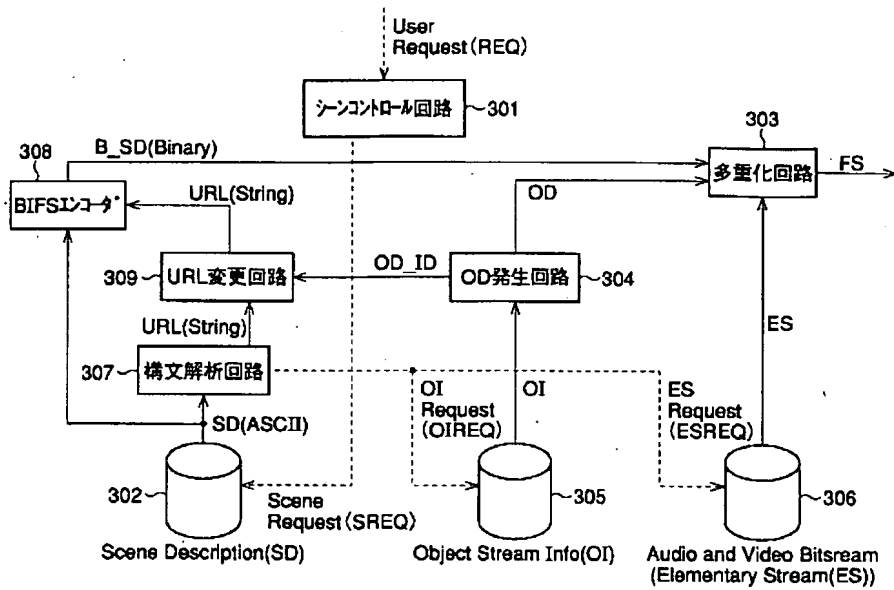 User
Request(REQ)
シーンコントロール回路
301
303
308
B_SD(Binary)
多重化回路
FS
BIFSエンコーダ
URL(String)
OD
309
URL変更回路
OD_ID
OD発生回路
304
URL(String)
ES
307
構文解析回路
OI
Request
(OIREQ)
OI
ES
Request
(ESREQ)
SD(ASCII)
302
Scene
Request(SREQ)
305
306
Scene Description(SD)
Object Stream Info(OI)
Audio and Video Bitsream
(Elementary Stream(ES))